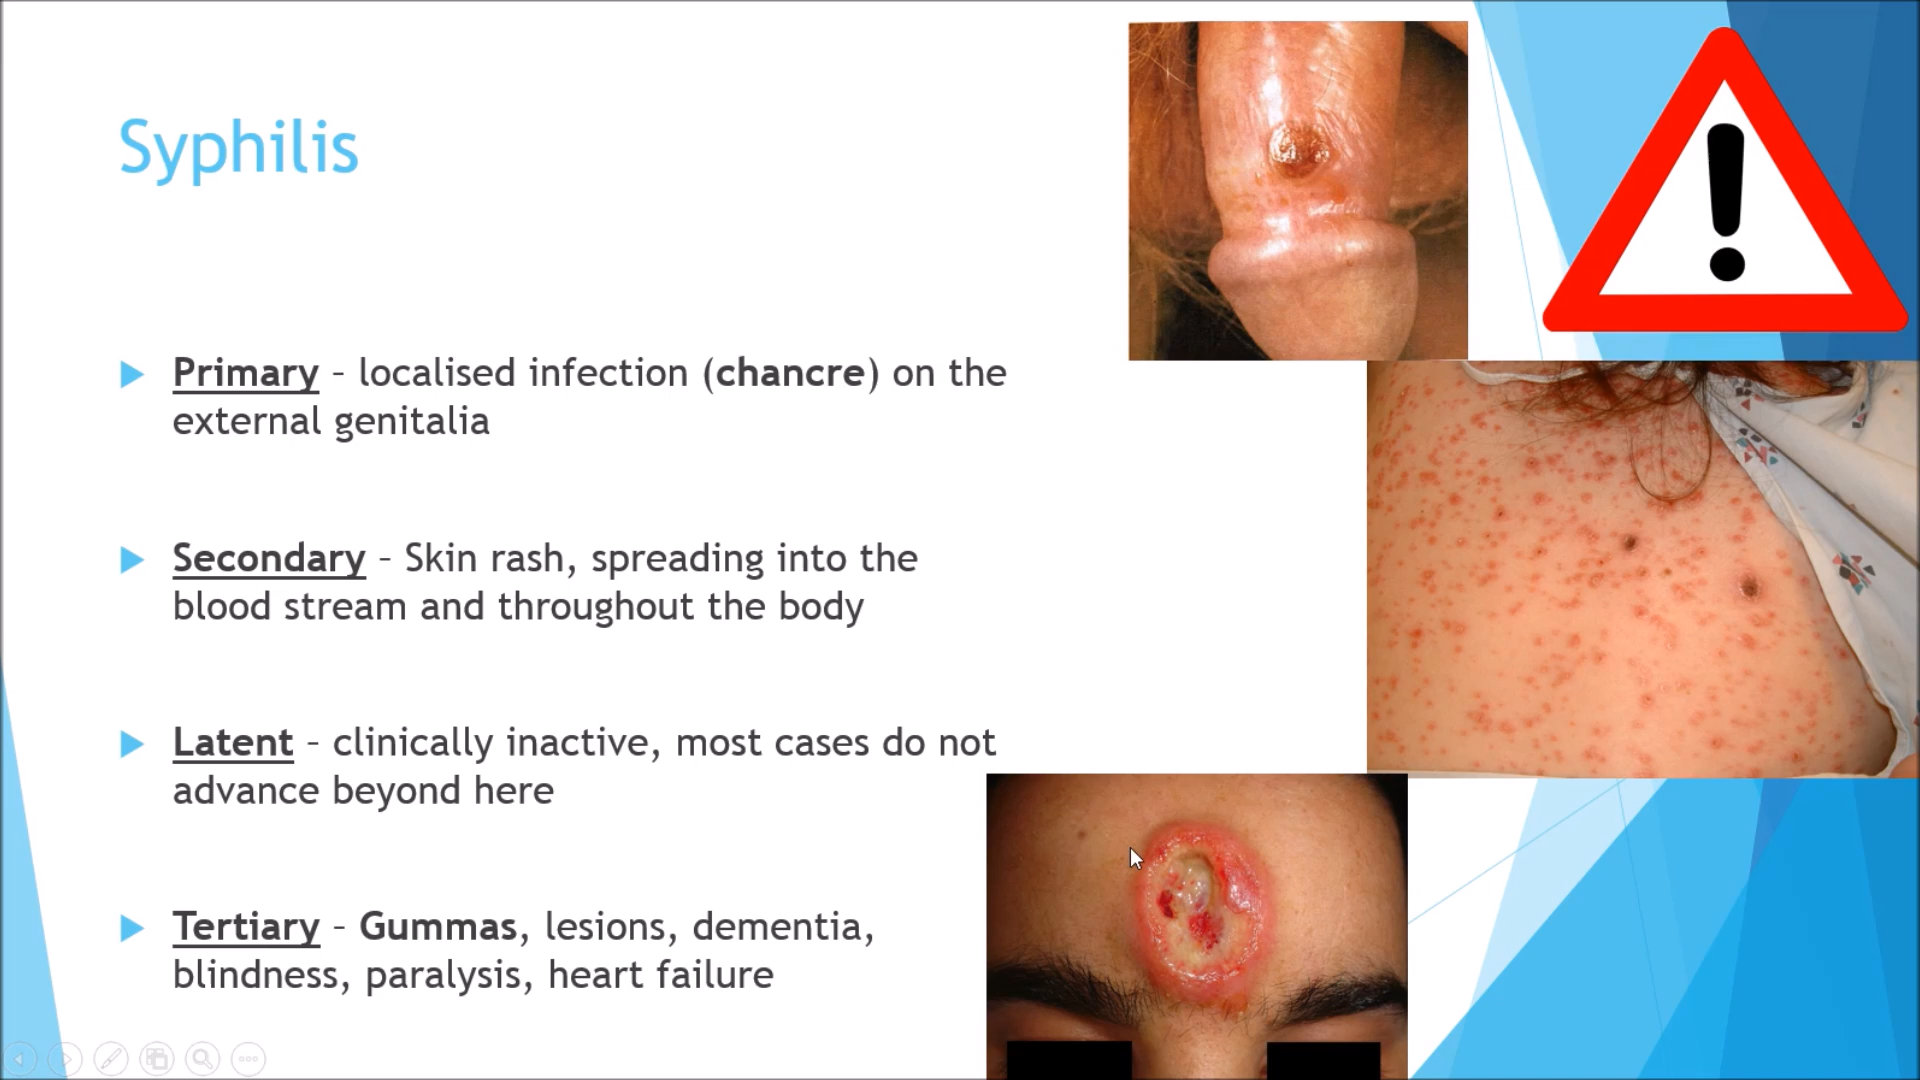 Syphilis
Primary – localised infection (chancre) on the
external genitalia
Secondary – Skin rash, spreading into the
blood stream and throughout the body
Latent – clinically inactive, most cases do not
advance beyond here
Tertiary – Gummas, lesions, dementia,
blindness, paralysis, heart failure